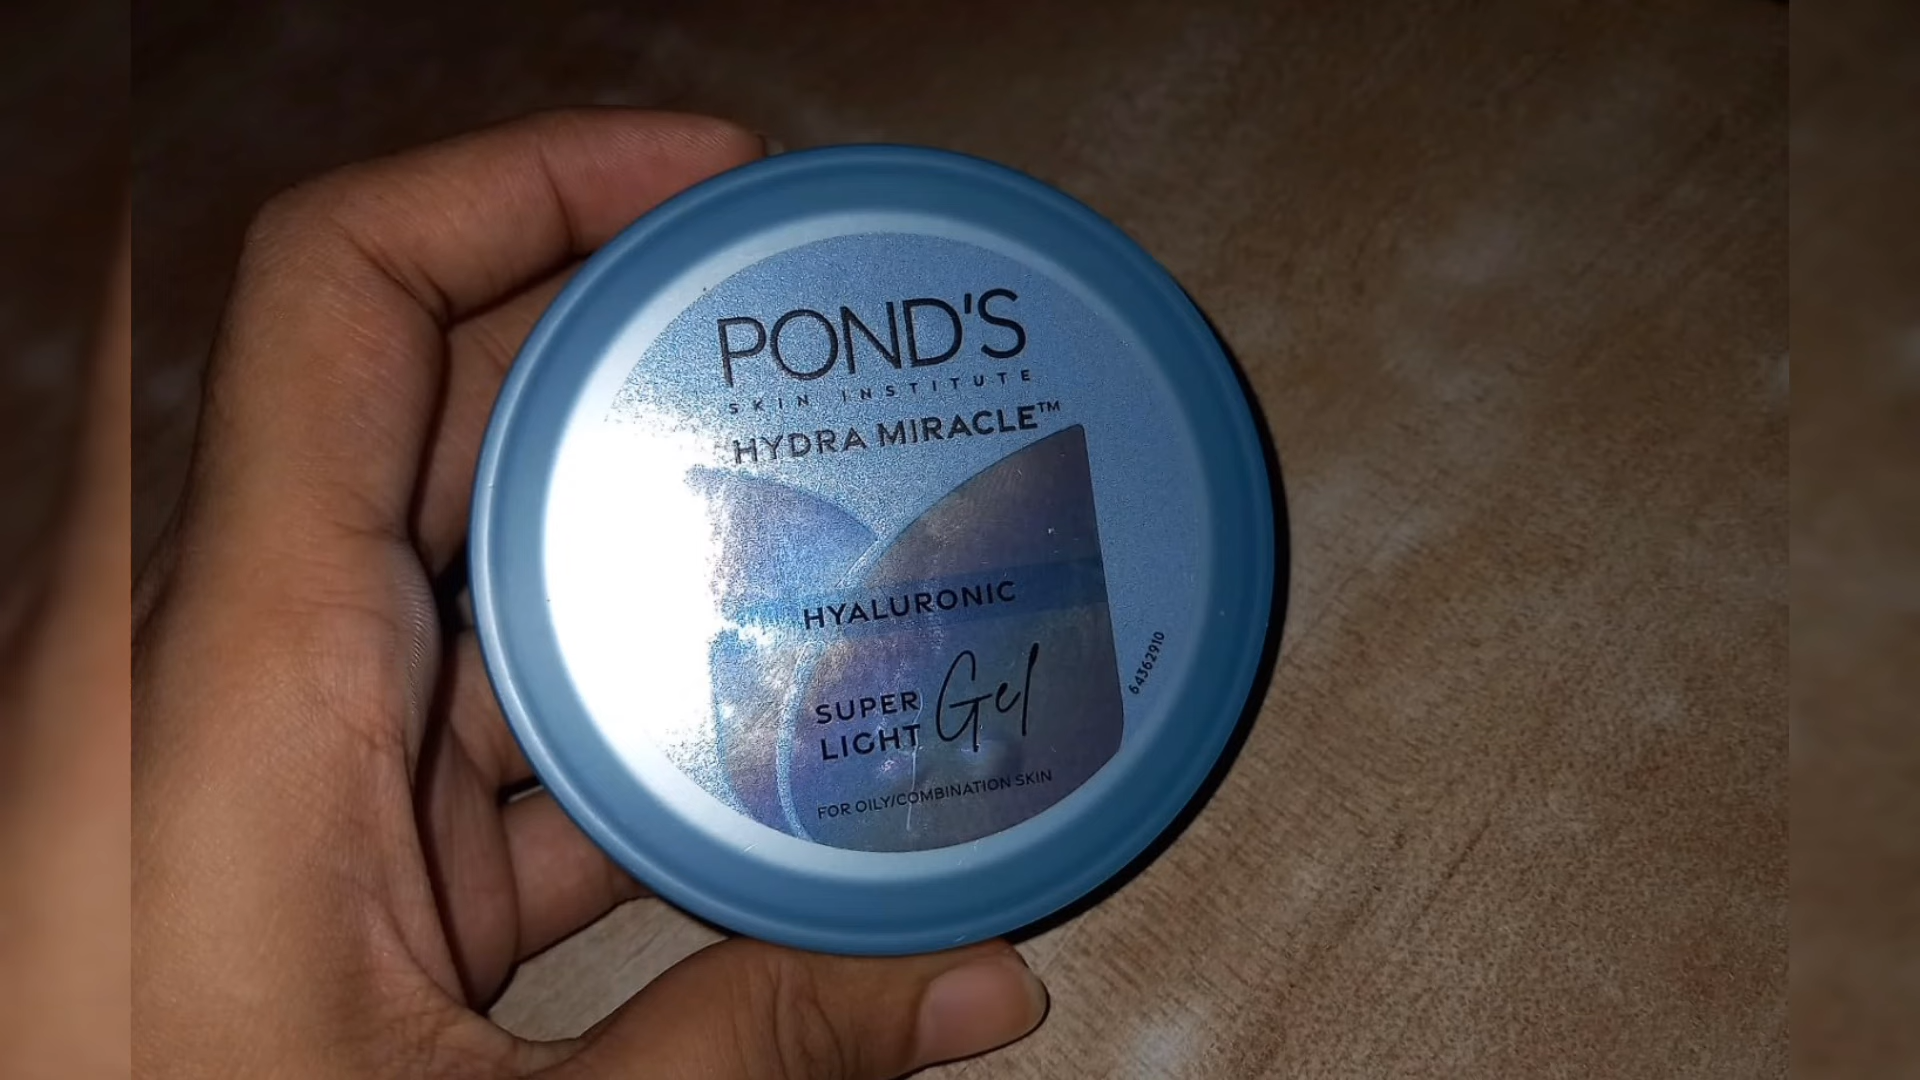 POND'S
SKIN INSTITUTE
HYDRA MIRACLE™
HYALURONIC
SUPER LIGHT Gel
FOR OILY/COMBINATION SKIN
64362910